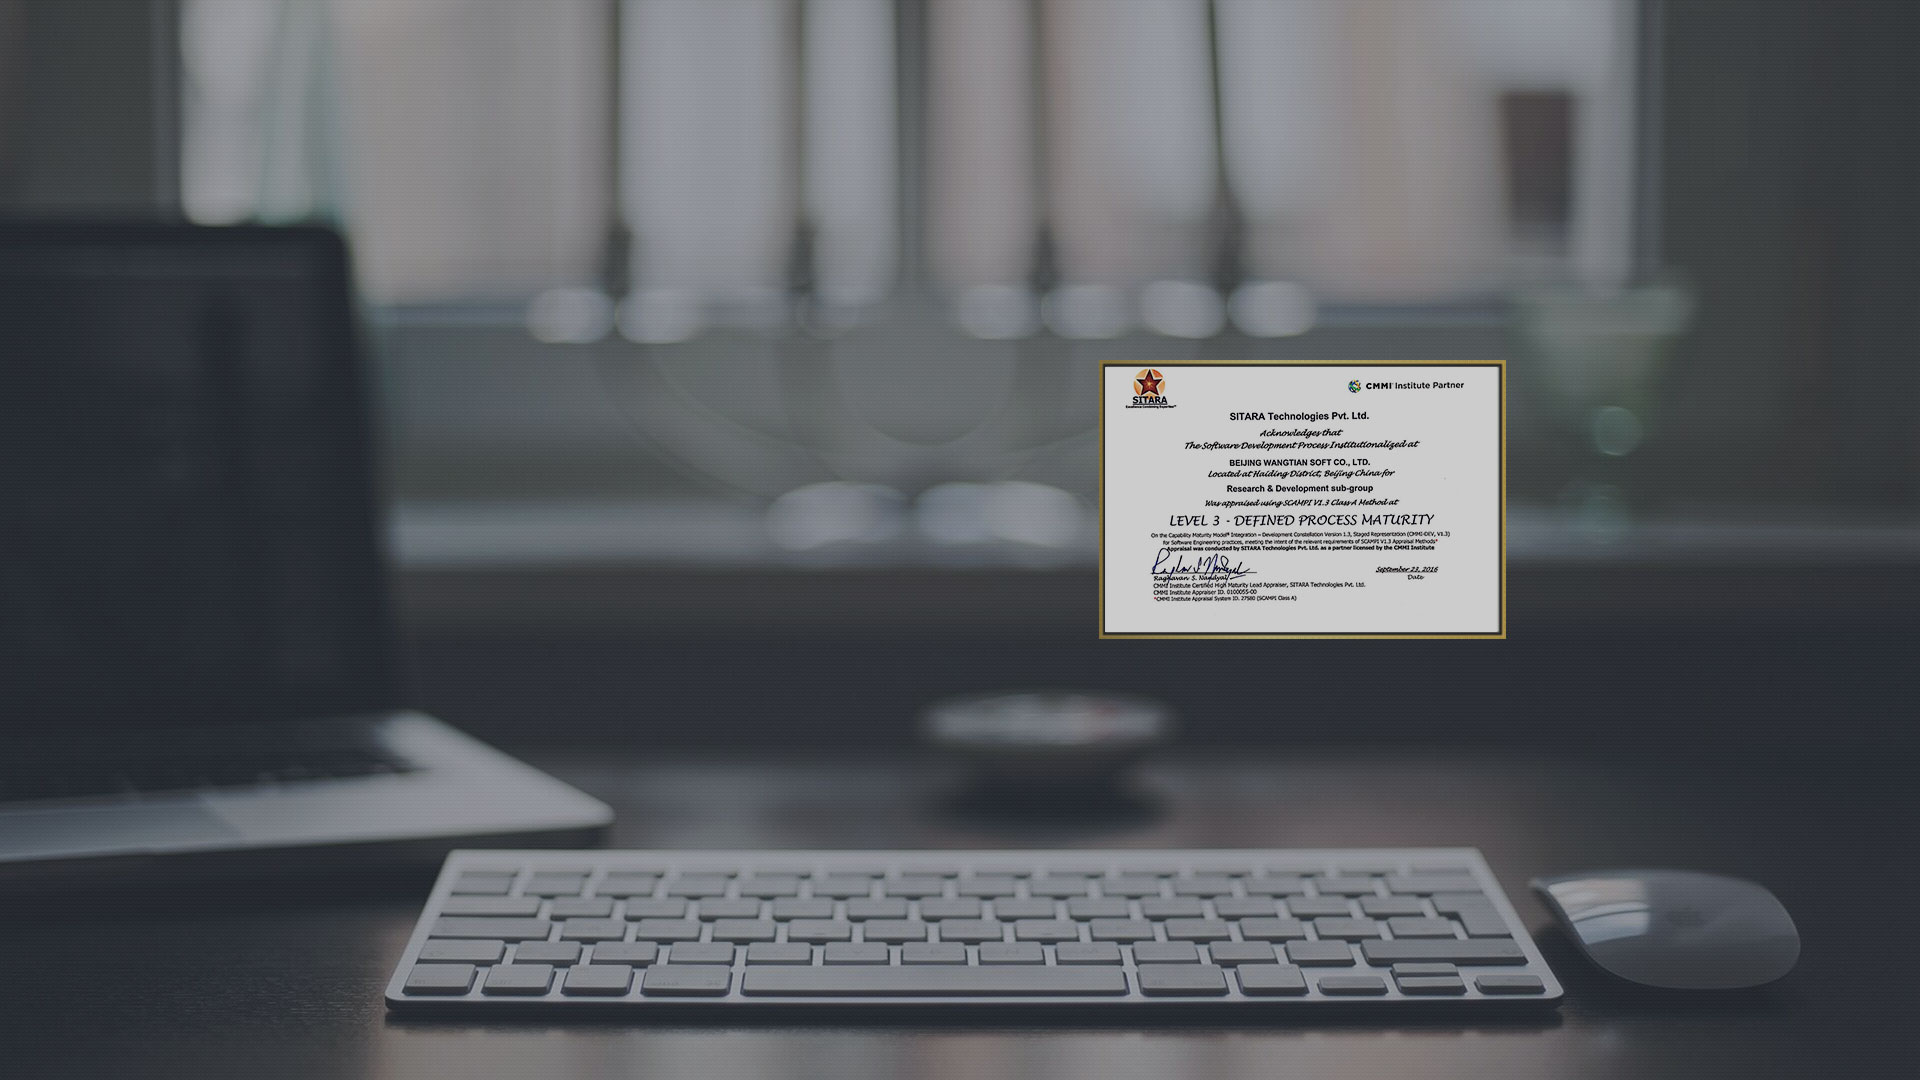 SITARA
Excellence Combining Expertise™
CMMI Institute Partner
SITARA Technologies Pvt. Ltd.
Acknowledges that
The Software Development Process Institutionalized at
BEIJING WANGTIAN SOFT CO., LTD.
Located at Haiding District, Beijing China for
Research & Development sub-group
Was appraised using SCAMPI V1.3 Class A Method at
LEVEL 3 - DEFINED PROCESS MATURITY
On the Capability Maturity Model® Integration – Development Constellation Version 1.3, Staged Representation (CMMI-DEV, V1.3)
for Software Engineering practices, meeting the intent of the relevant requirements of SCAMPI V1.3 Appraisal Methods*
Appraisal was conducted by SITARA Technologies Pvt. Ltd. as a partner licensed by the CMMI Institute
Raghavan S. Nandyal
September 23, 2016
Date
CMMI Institute Certified High Maturity Lead Appraiser, SITARA Technologies Pvt. Ltd.
CMMI Institute Appraiser ID. 0100055-00
*CMMI Institute Appraisal System ID. 27580 (SCAMPI Class A)